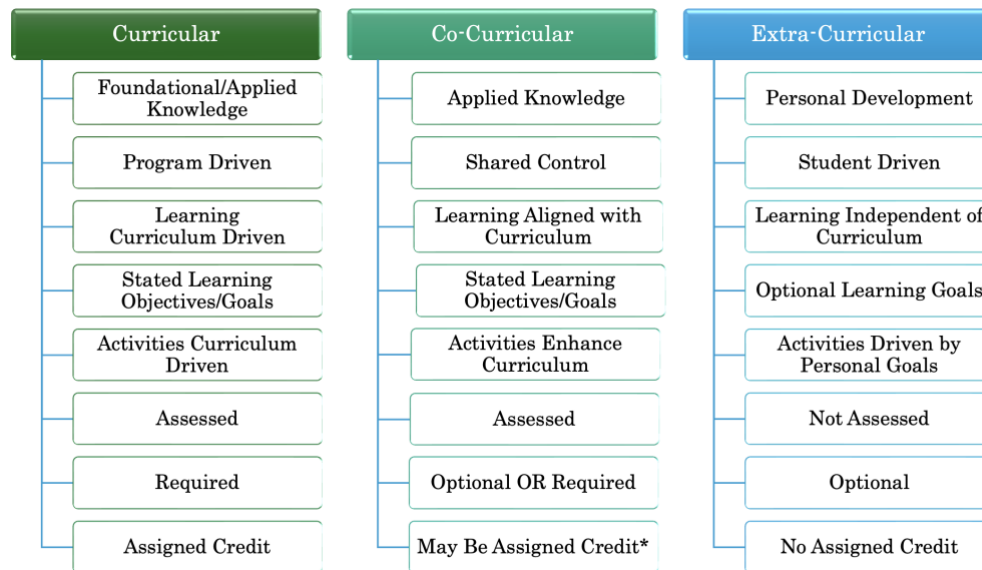 Curricular
Foundational/Applied
Knowledge
Program Driven
Learning
Curriculum Driven
Stated Learning
Objectives/Goals
Activities Curriculum
Driven
Assessed
Required
Assigned Credit
Co-Curricular
Applied Knowledge
Shared Control
Learning Aligned with
Curriculum
Stated Learning
Objectives/Goals
Activities Enhance
Curriculum
Assessed
Optional OR Required
May Be Assigned Credit*
Extra-Curricular
Personal Development
Student Driven
Learning Independent of
Curriculum
Optional Learning Goals
Activities Driven by
Personal Goals
Not Assessed
Optional
No Assigned Credit